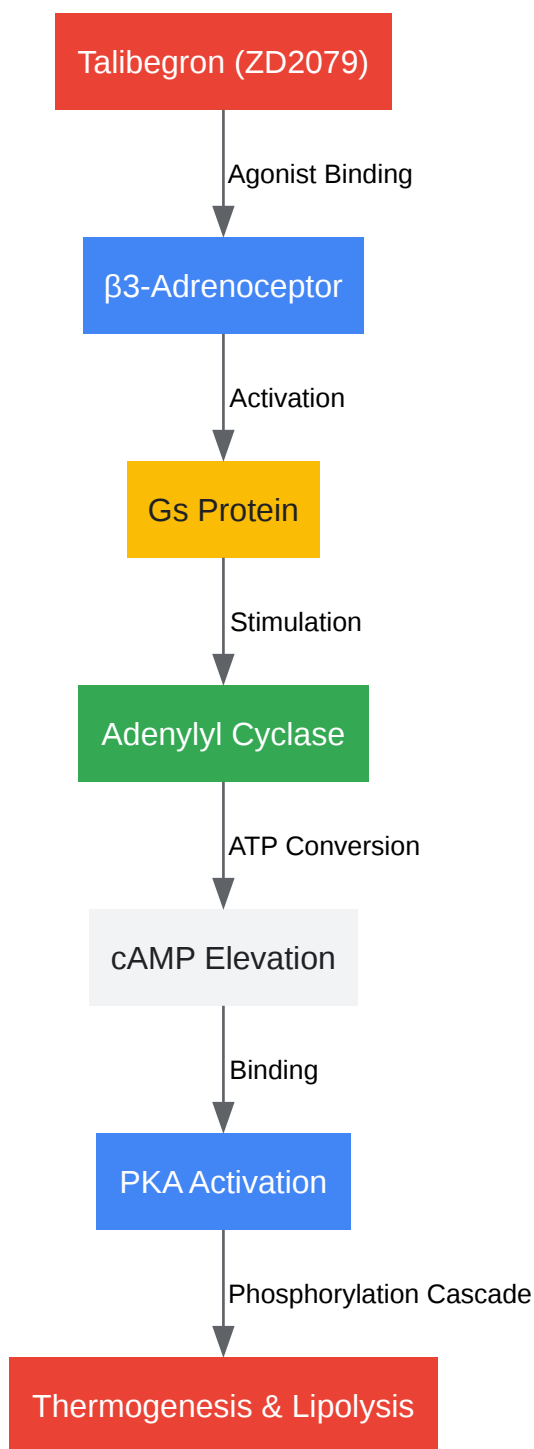 Talibegron (ZD2079)
Agonist Binding
β3-Adrenoceptor
Activation
Gs Protein
Stimulation
Adenylyl Cyclase
ATP Conversion
cAMP Elevation
Binding
PKA Activation
Phosphorylation Cascade
Thermogenesis & Lipolysis